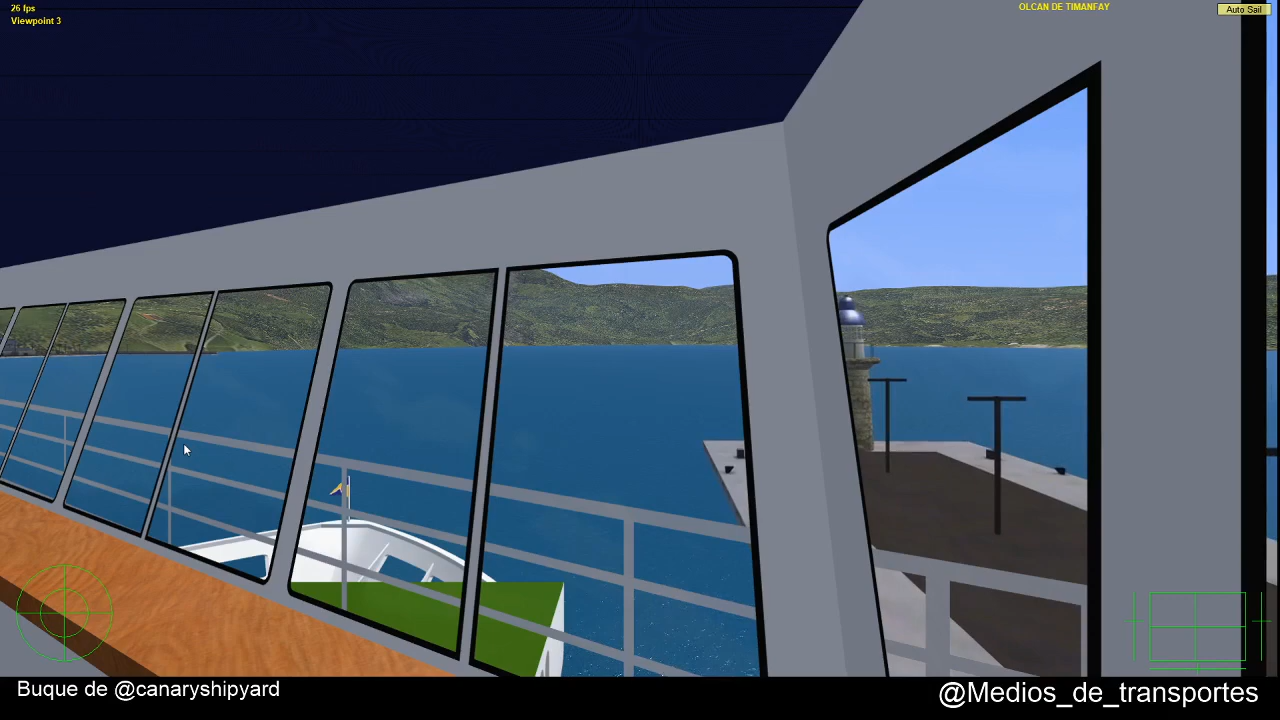 26 fps
Viewpoint 3
OLCAN DE TIMANFAY
Auto Sail
Buque de @canaryshipyard
@Medios_de_transportes